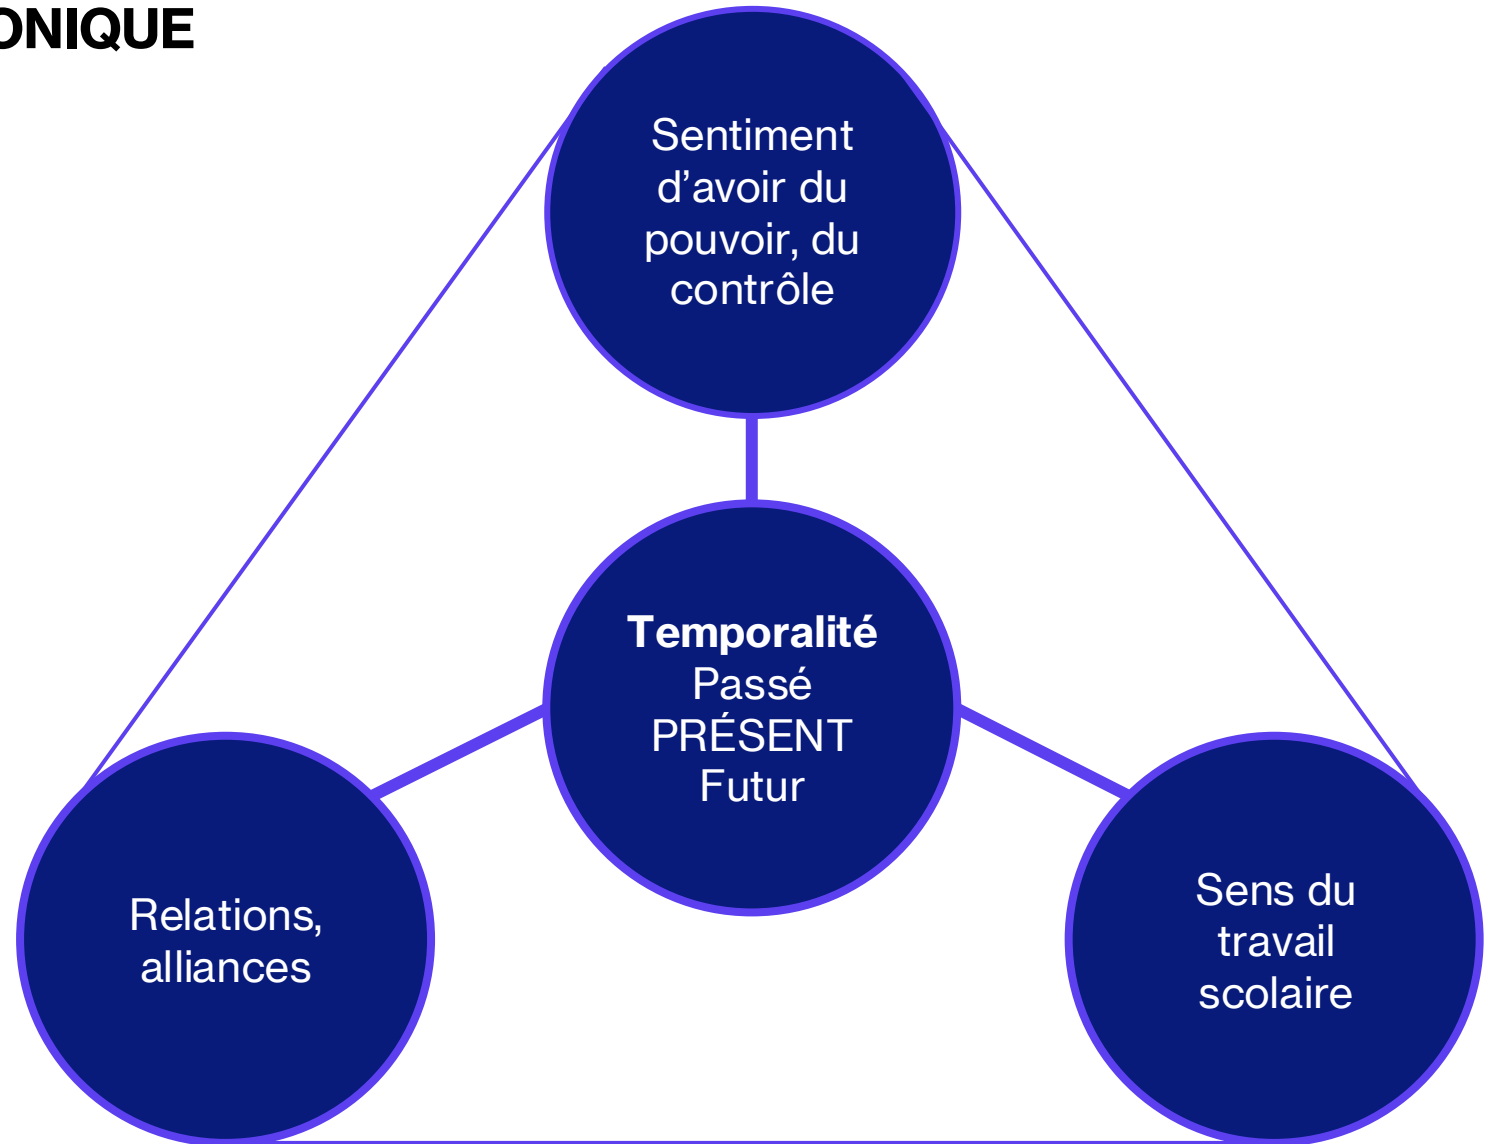 ONIQUE
Sentiment
d’avoir du
pouvoir, du
contrôle
Temporalité
Passé
PRÉSENT
Futur
Relations,
alliances
Sens du
travail
scolaire